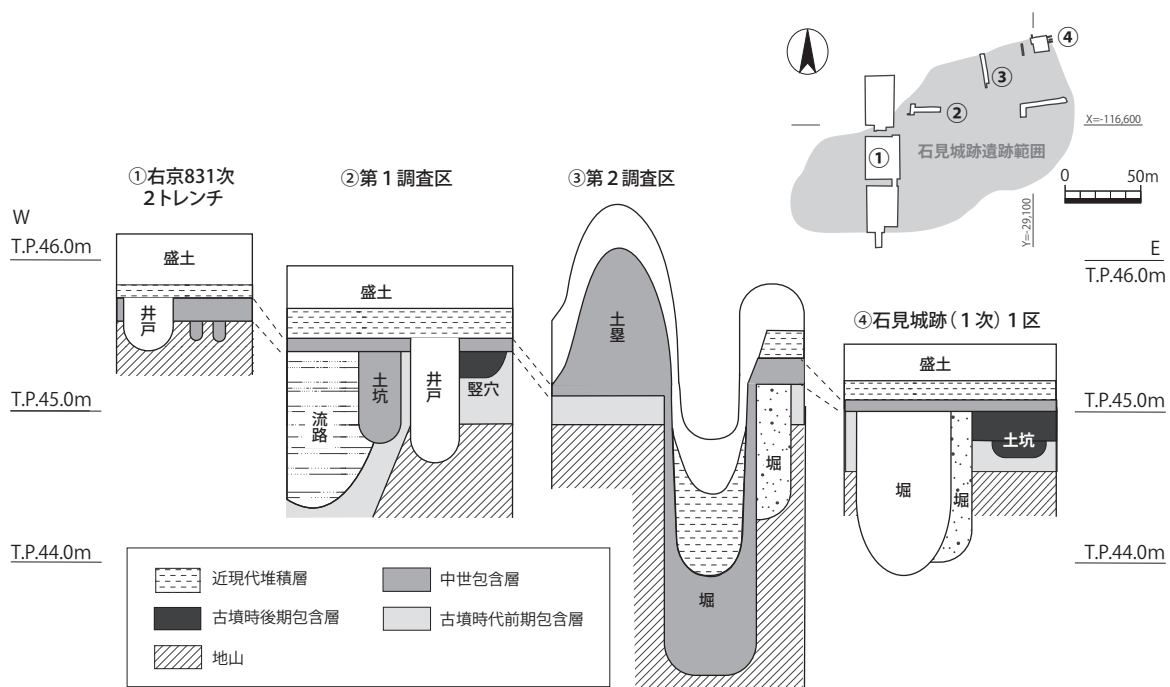 ④
③
②
X=-116,600
①
石見城跡遺跡範囲
0
50m
Y=-29,100
①右京831次
2トレンチ
②第1調査区
③第2調査区
W
T.P.46.0m
E
T.P.46.0m
盛土
井戸
盛土
土坑
井戸
竪穴
流路
土塁
堀
堀
④石見城跡(1次)1区
盛土
土坑
堀
堀
T.P.45.0m
T.P.45.0m
T.P.44.0m
T.P.44.0m
近現代堆積層
中世包含層
古墳時後期包含層
古墳時代前期包含層
地山